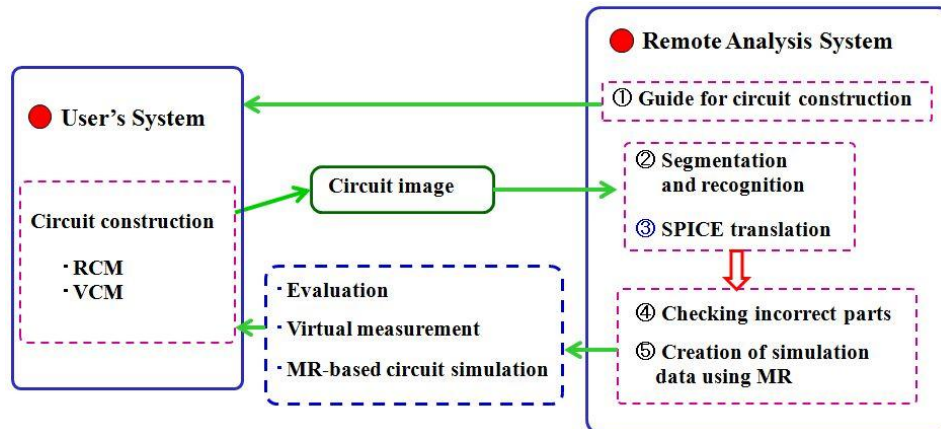 Remote Analysis System
① Guide for circuit construction
② Segmentation
and recognition
③ SPICE translation
④ Checking incorrect parts
⑤ Creation of simulation
data using MR
User's System
Circuit construction
· RCM
· VCM
Circuit image
· Evaluation
· Virtual measurement
· MR-based circuit simulation